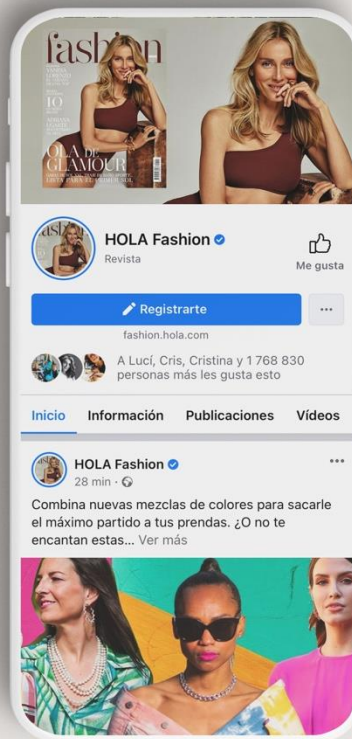 fashion
10
OLA DE
GLAMOUR
HOLA Fashion
Revista
Me gusta
Registrarte
...
fashion.hola.com
A Lucí, Cris, Cristina y 1 768 830
personas más les gusta esto
Inicio Información Publicaciones Vídeos
HOLA Fashion
...
28 min ·
Combina nuevas mezclas de colores para sacarle
el máximo partido a tus prendas. ¿O no te
encantan estas... Ver más